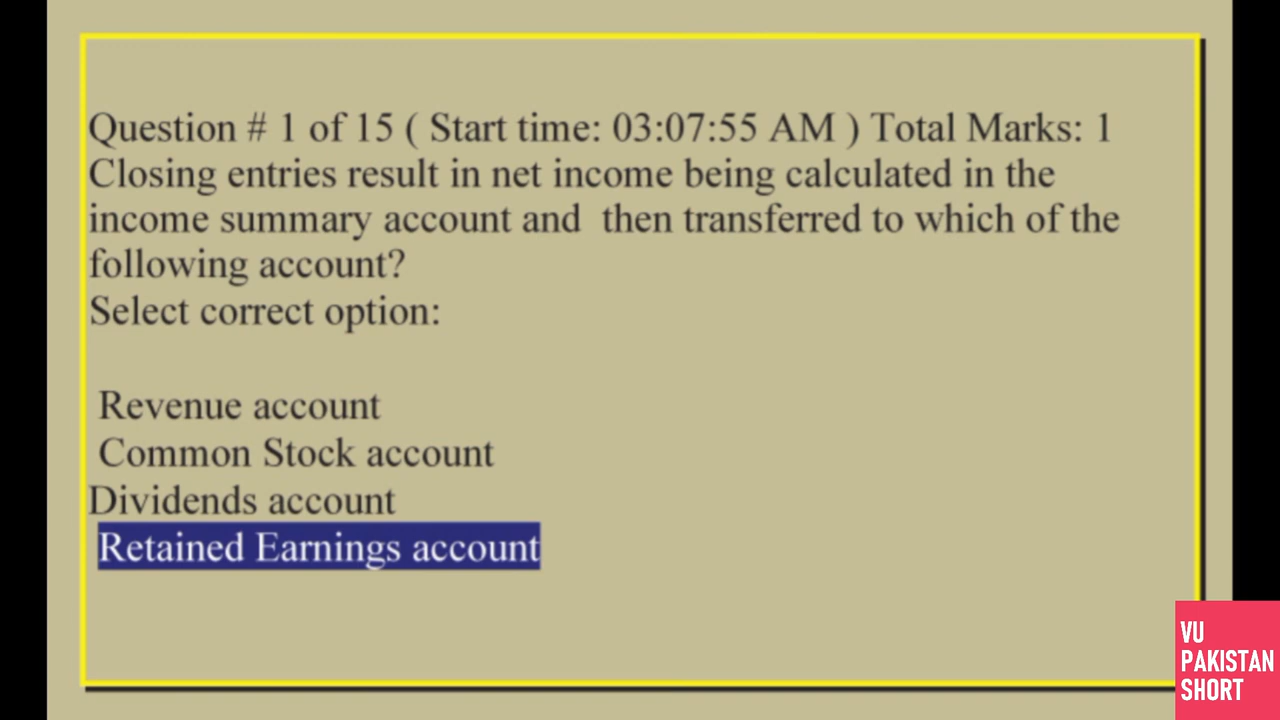 Question # 1 of 15 ( Start time: 03:07:55 AM ) Total Marks: 1
Closing entries result in net income being calculated in the
income summary account and  then transferred to which of the
following account?
Select correct option:
Revenue account
Common Stock account
Dividends account
Retained Earnings account
VU
PAKISTAN
SHORT